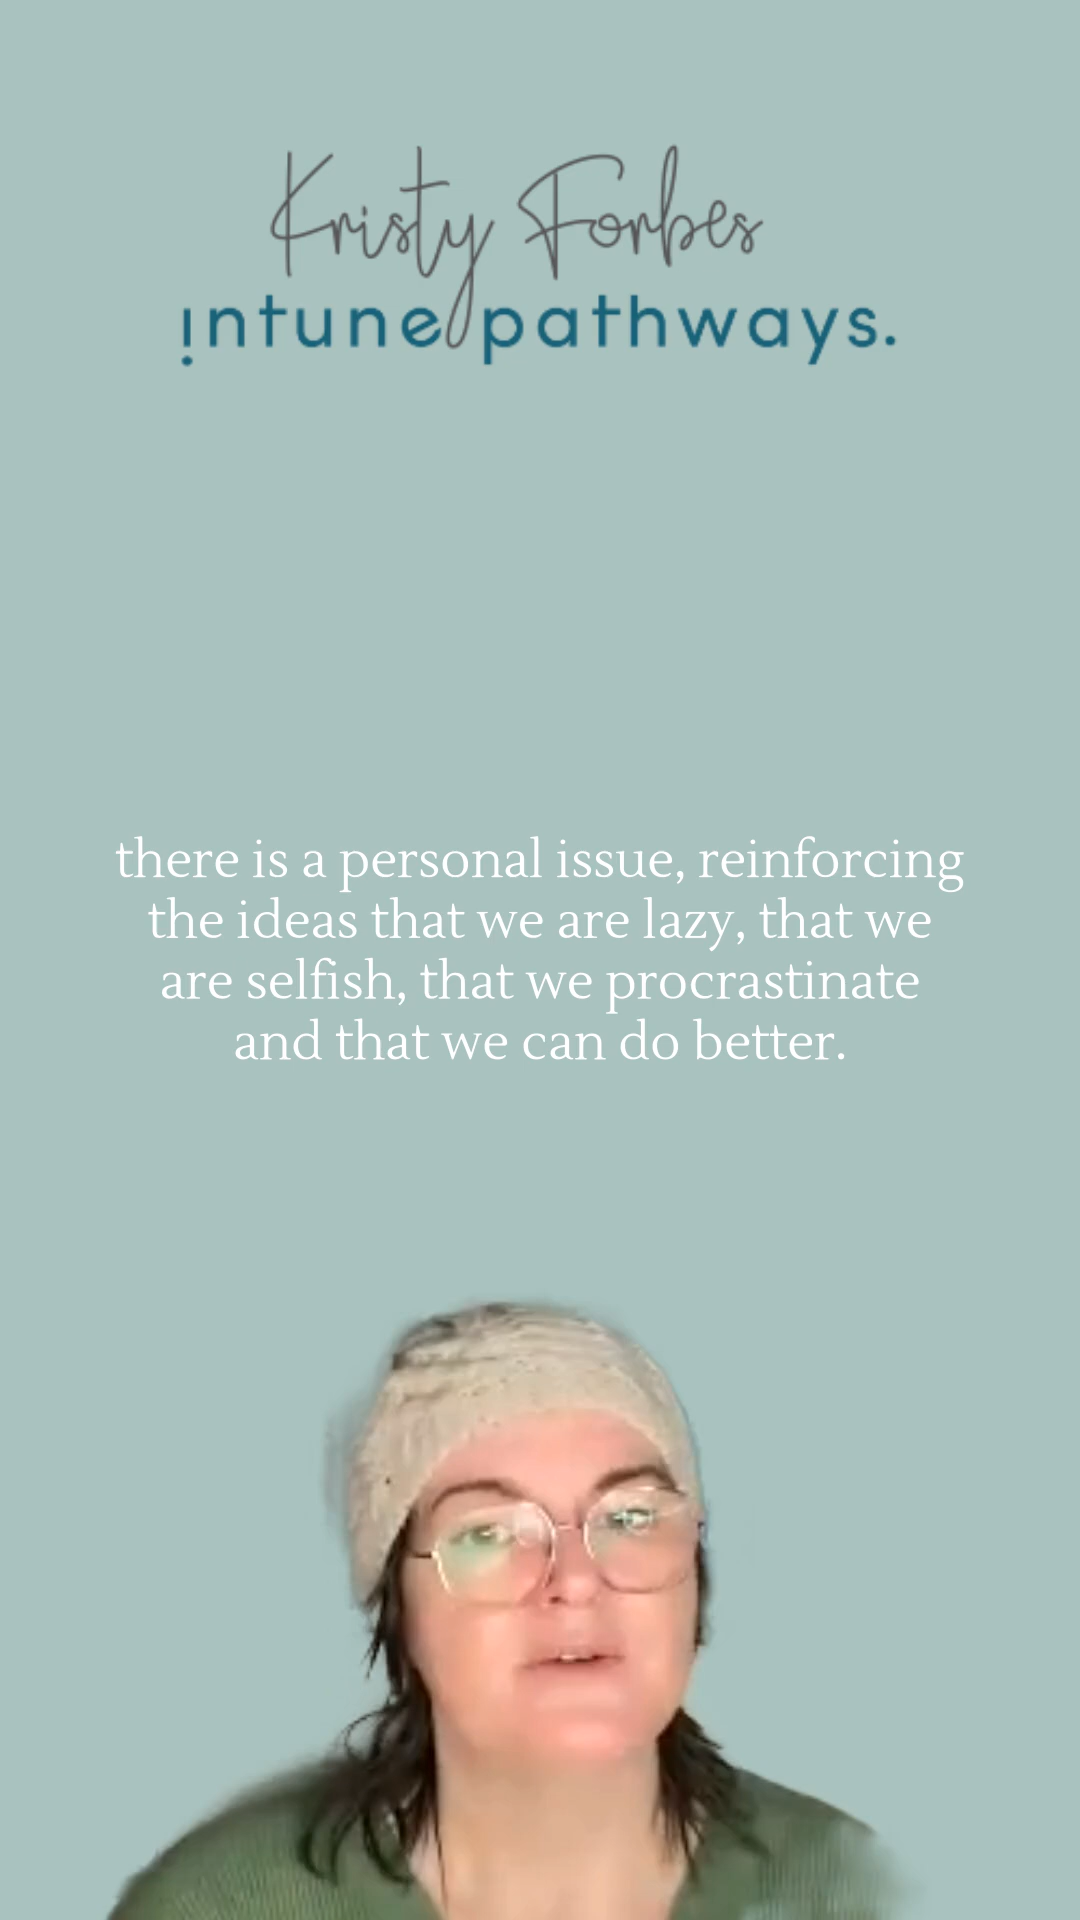 Kristy Forbes
intune pathways.
there is a personal issue, reinforcing
the ideas that we are lazy, that we
are selfish, that we procrastinate
and that we can do better.